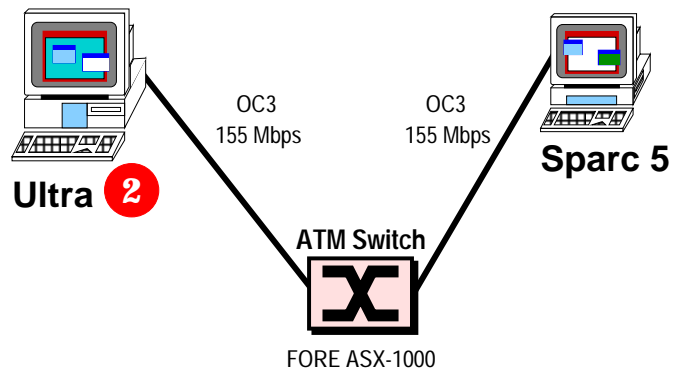 OC3
155 Mbps
OC3
155 Mbps
Ultra 2
Sparc 5
ATM Switch
FORE ASX-1000